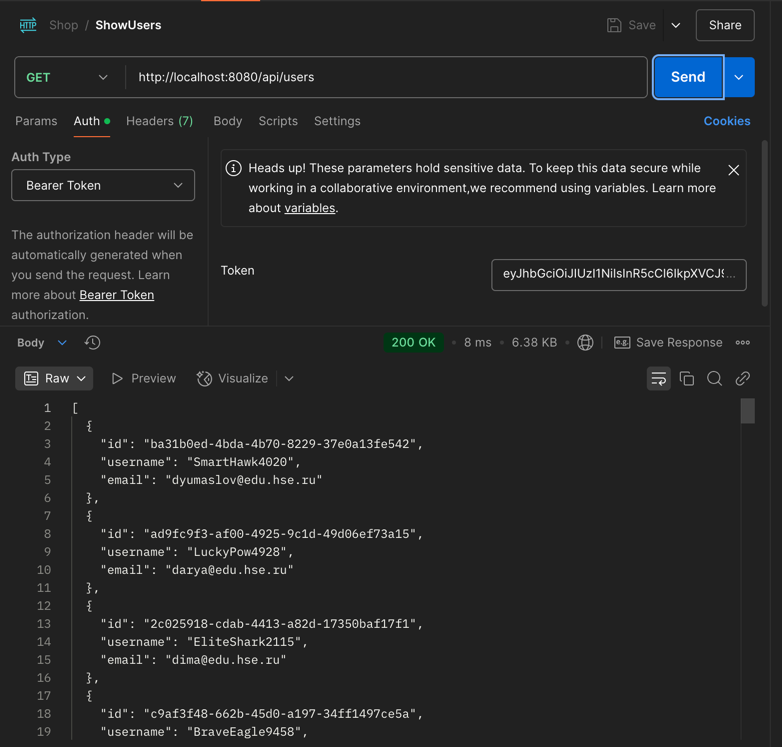 HTTP Shop / ShowUsers Save Share
GET http://localhost:8080/api/users Send
Params Auth Headers (7) Body Scripts Settings Cookies
Auth Type
Bearer Token
The authorization header will be
automatically generated when
you send the request. Learn
more about Bearer Token
authorization.
Heads up! These parameters hold sensitive data. To keep this data secure while
working in a collaborative environment,we recommend using variables. Learn more
about variables.
Token eyJhbGciOiJIUzI1NiIsInR5cCI6IkpXVCJ9...
Body 200 OK • 8 ms • 6.38 KB • e.g. Save Response
Raw Preview Visualize
1 [
2 {
3 "id": "ba31b0ed-4bda-4b70-8229-37e0a13fe542",
4 "username": "SmartHawk4020",
5 "email": "dyumaslov@edu.hse.ru"
6 },
7 {
8 "id": "ad9fc9f3-af00-4925-9c1d-49d06ef73a15",
9 "username": "LuckyPow4928",
10 "email": "darya@edu.hse.ru"
11 },
12 {
13 "id": "2c025918-cdab-4413-a82d-17350baf17f1",
14 "username": "EliteShark2115",
15 "email": "dima@edu.hse.ru"
16 },
17 {
18 "id": "c9af3f48-662b-45d0-a197-34ff1497ce5a",
19 "username": "BraveEagle9458",